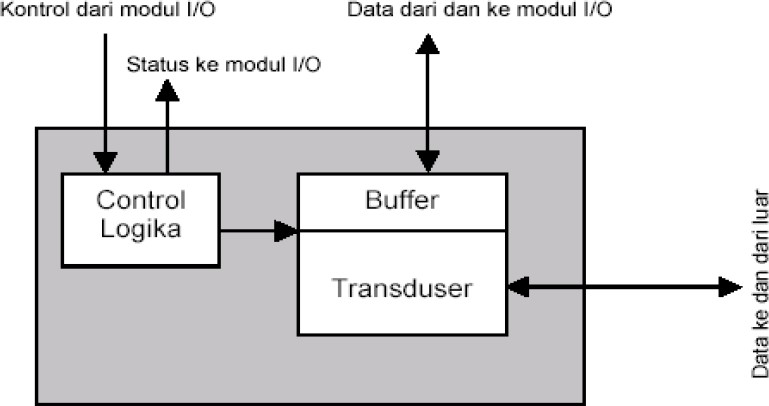 Kontrol dari modul I/O
Data dari dan ke modul I/O
Status ke modul I/O
Control
Logika
Buffer
Transduser
Data ke dan dari luar